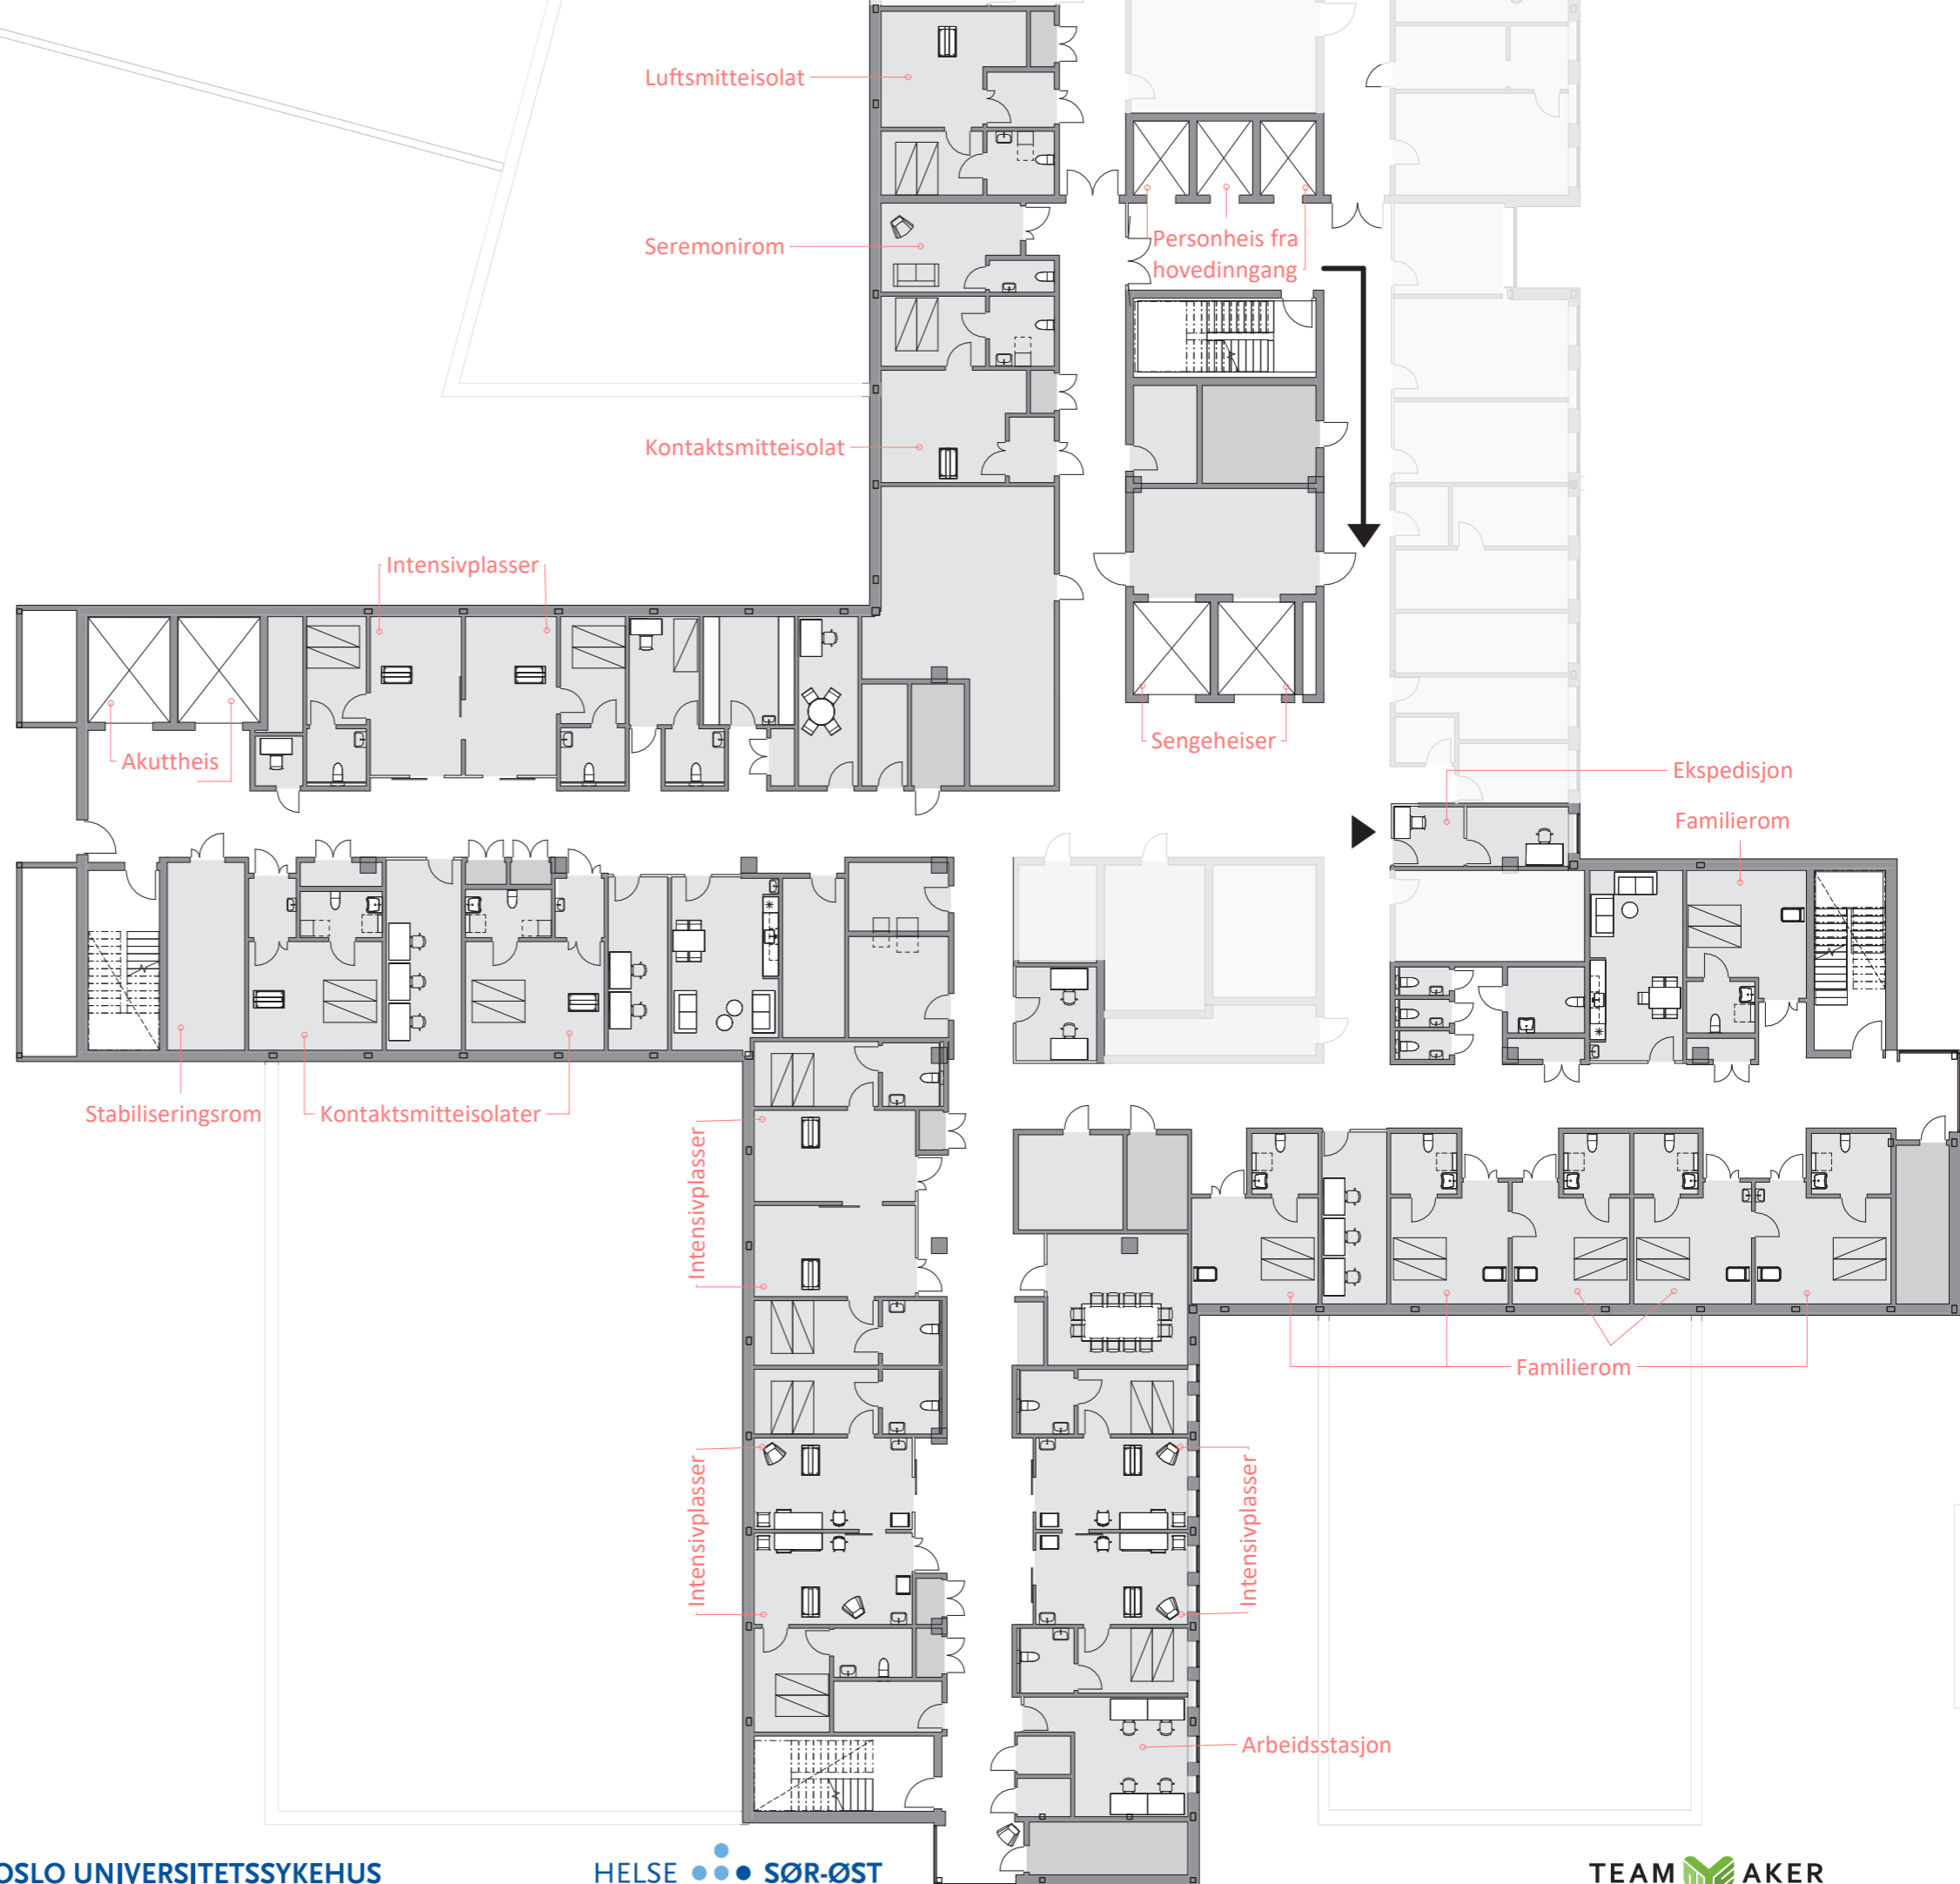 Luftsmitteisolat
Seremonirom
Personheis fra
hovedinngang
Kontaktsmitteisolat
Intensivplasser
Akuttheis
Sengeheiser
Ekspedisjon
Familierom
Stabiliseringsrom
Kontaktsmitteisolater
Intensivplasser
Familierom
Intensivplasser
Intensivplasser
Arbeidsstasjon
OSLO UNIVERSITETSSYKEHUS
HELSE SØR-ØST
TEAM AKER